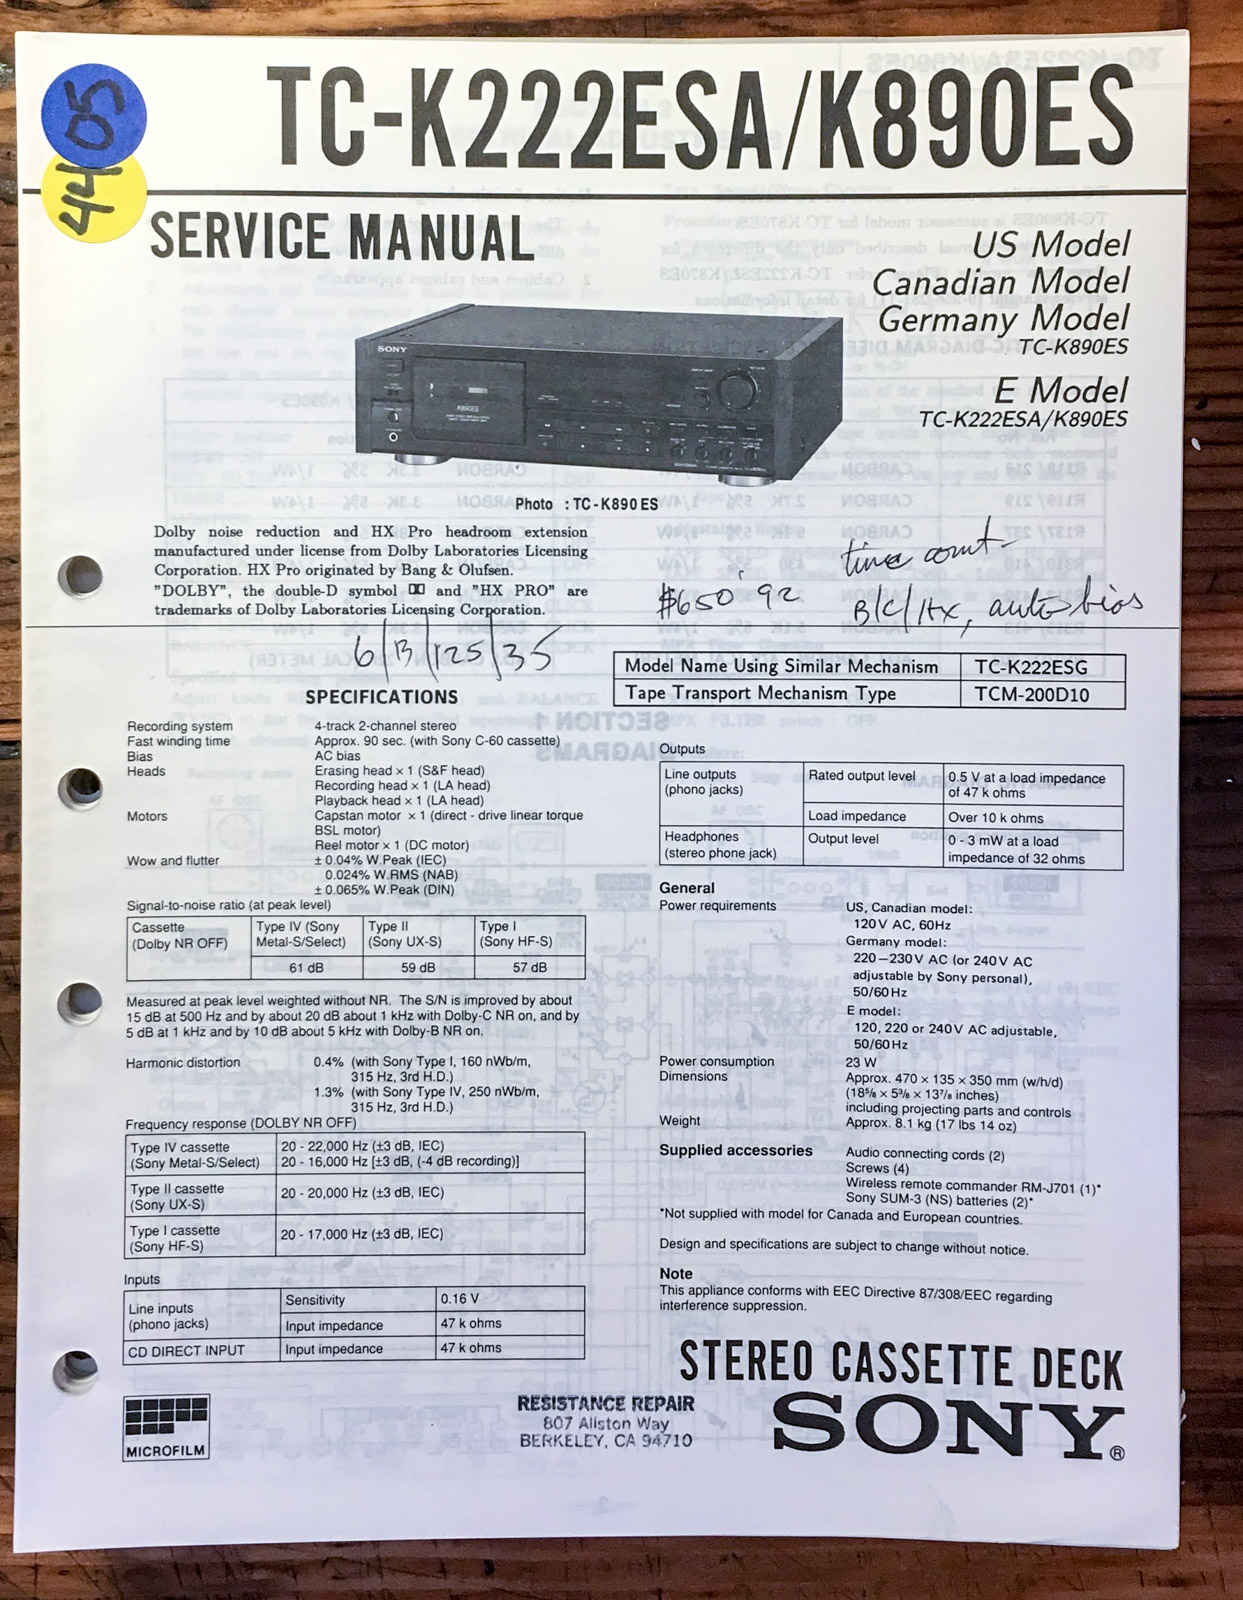 05
44
TC-K222ESA/K890ES
SERVICE MANUAL
US Model
Canadian Model
Germany Model
TC-K890ES
E Model
TC-K222ESA/K890ES
SONY
Photo : TC-K890ES
Dolby noise reduction and HX Pro headroom extension
manufactured under license from Dolby Laboratories Licensing
Corporation. HX Pro originated by Bang & Olufsen.
"DOLBY", the double-D symbol and "HX PRO" are
trademarks of Dolby Laboratories Licensing Corporation.
time count
$650 '92
B/C/HX, auto bias
6/B/125/35
Model Name Using Similar Mechanism TC-K222ESG
Tape Transport Mechanism Type TCM-200D10
SPECIFICATIONS
Recording system 4-track 2-channel stereo
Fast winding time Approx. 90 sec. (with Sony C-60 cassette)
Bias AC bias
Heads Erasing head × 1 (S&F head)
Recording head × 1 (LA head)
Playback head × 1 (LA head)
Motors Capstan motor × 1 (direct - drive linear torque
BSL motor)
Reel motor × 1 (DC motor)
Wow and flutter ± 0.04% W.Peak (IEC)
0.024% W.RMS (NAB)
± 0.065% W.Peak (DIN)
Signal-to-noise ratio (at peak level)
Cassette
(Dolby NR OFF)
Type IV (Sony
Metal-S/Select)
Type II
(Sony UX-S)
Type I
(Sony HF-S)
61 dB 59 dB 57 dB
Measured at peak level weighted without NR. The S/N is improved by about
15 dB at 500 Hz and by about 20 dB about 1 kHz with Dolby-C NR on, and by
5 dB at 1 kHz and by 10 dB about 5 kHz with Dolby-B NR on.
Harmonic distortion 0.4% (with Sony Type I, 160 nWb/m,
315 Hz, 3rd H.D.)
1.3% (with Sony Type IV, 250 nWb/m,
315 Hz, 3rd H.D.)
Frequency response (DOLBY NR OFF)
Type IV cassette
(Sony Metal-S/Select)
20 - 22,000 Hz (±3 dB, IEC)
20 - 16,000 Hz [±3 dB, (-4 dB recording)]
Type II cassette
(Sony UX-S)
20 - 20,000 Hz (±3 dB, IEC)
Type I cassette
(Sony HF-S)
20 - 17,000 Hz (±3 dB, IEC)
Inputs
Line inputs
(phono jacks)
Sensitivity 0.16 V
Input impedance 47 k ohms
CD DIRECT INPUT Input impedance 47 k ohms
Outputs
Line outputs
(phono jacks)
Rated output level 0.5 V at a load impedance
of 47 k ohms
Load impedance Over 10 k ohms
Headphones
(stereo phone jack)
Output level 0 - 3 mW at a load
impedance of 32 ohms
General
Power requirements US, Canadian model:
120V AC, 60Hz
Germany model:
220—230V AC (or 240V AC
adjustable by Sony personal),
50/60Hz
E model:
120, 220 or 240V AC adjustable,
50/60Hz
Power consumption 23 W
Dimensions Approx. 470 × 135 × 350 mm (w/h/d)
(18 5/8 × 5 3/8 × 13 7/8 inches)
including projecting parts and controls
Weight Approx. 8.1 kg (17 lbs 14 oz)
Supplied accessories Audio connecting cords (2)
Screws (4)
Wireless remote commander RM-J701 (1)*
Sony SUM-3 (NS) batteries (2)*
*Not supplied with model for Canada and European countries.
Design and specifications are subject to change without notice.
Note
This appliance conforms with EEC Directive 87/308/EEC regarding
interference suppression.
STEREO CASSETTE DECK
SONY®
MICROFILM
RESISTANCE REPAIR
807 Allston Way
BERKELEY, CA 94710